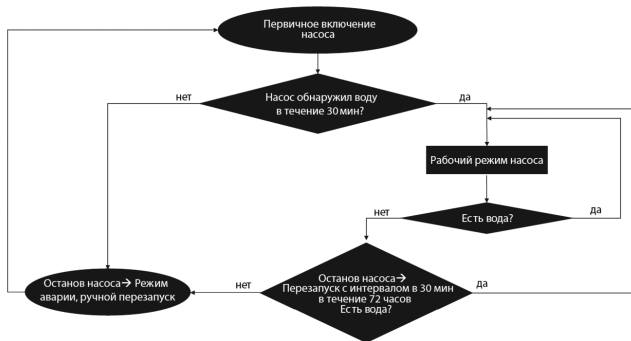 Первичное включение
насоса
нет
Насос обнаружил воду
в течение 30 мин?
да
Рабочий режим насоса
нет
Есть вода?
да
Останов насоса→ Режим
аварии, ручной перезапуск
нет
Останов насоса→
Перезапуск с интервалом в 30 мин
в течение 72 часов
Есть вода?
да